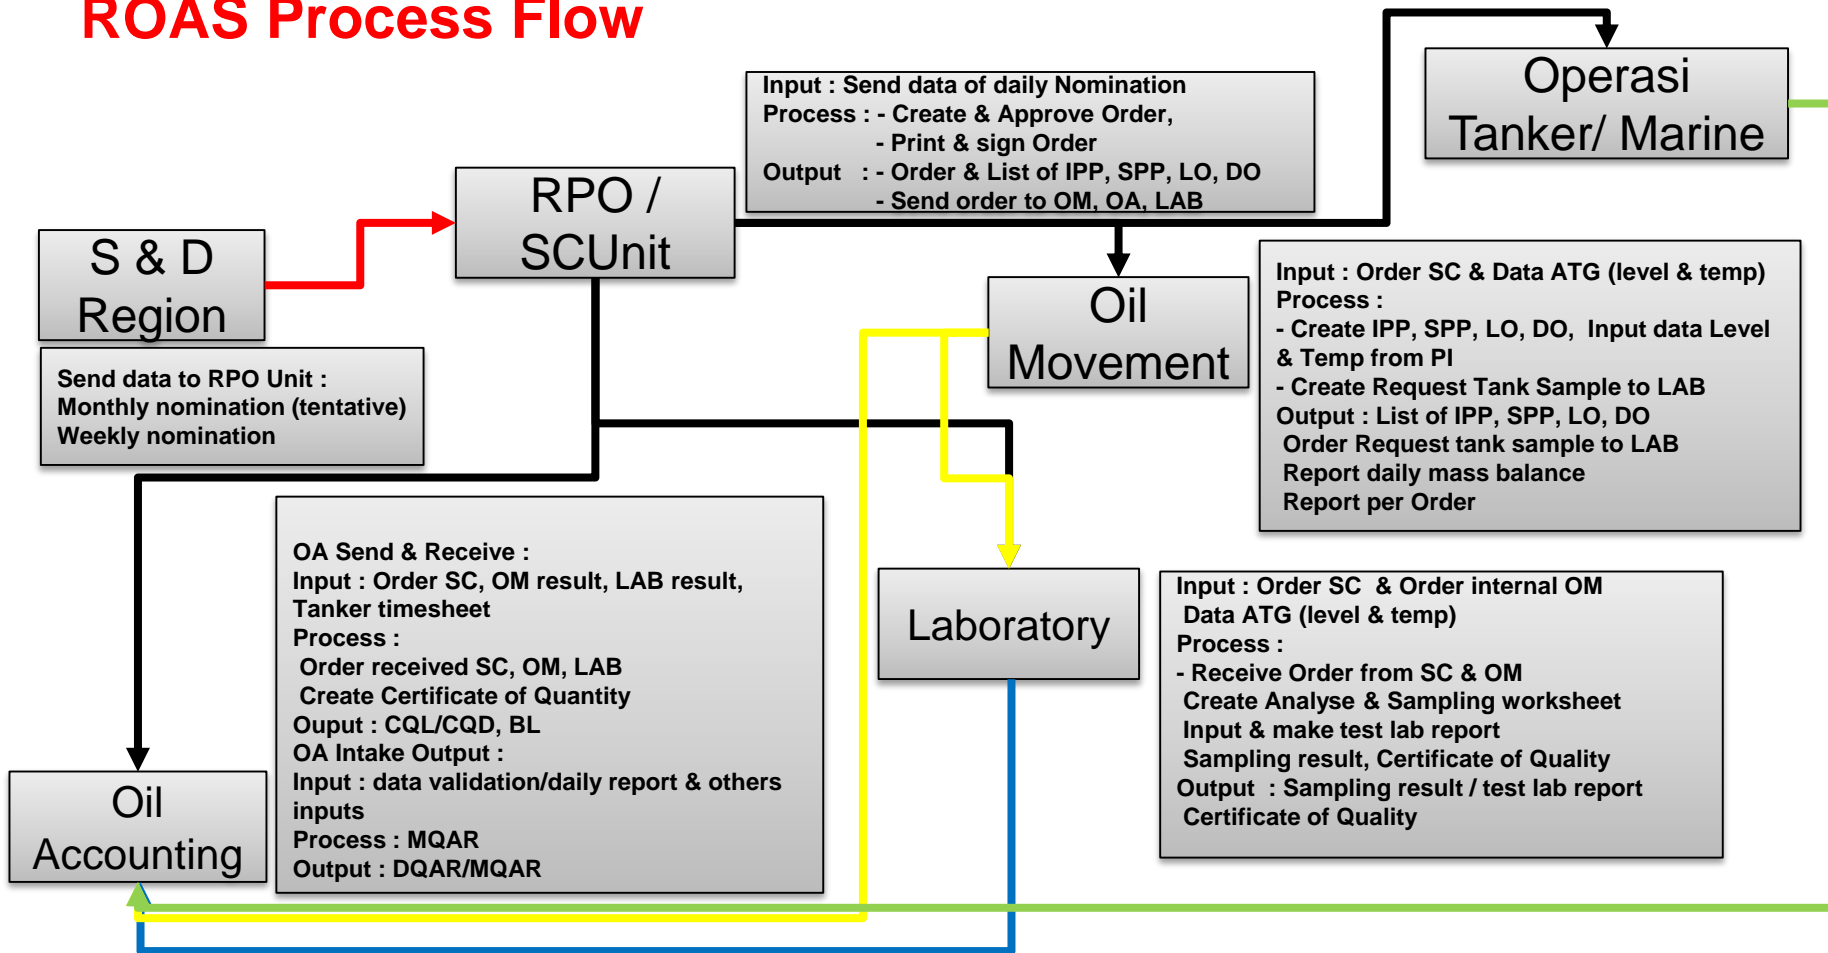 ROAS Process Flow
Operasi
Tanker/ Marine
Input : Send data of daily Nomination
Process : - Create & Approve Order,
- Print & sign Order
Output : - Order & List of IPP, SPP, LO, DO
- Send order to OM, OA, LAB
RPO /
SCUnit
S & D
Region
Send data to RPO Unit :
Monthly nomination (tentative)
Weekly nomination
Oil
Movement
Input : Order SC & Data ATG (level & temp)
Process :
- Create IPP, SPP, LO, DO, Input data Level
& Temp from PI
- Create Request Tank Sample to LAB
Output : List of IPP, SPP, LO, DO
Order Request tank sample to LAB
Report daily mass balance
Report per Order
OA Send & Receive :
Input : Order SC, OM result, LAB result,
Tanker timesheet
Process :
Order received SC, OM, LAB
Create Certificate of Quantity
Ouput : CQL/CQD, BL
OA Intake Output :
Input : data validation/daily report & others
inputs
Process : MQAR
Output : DQAR/MQAR
Laboratory
Input : Order SC & Order internal OM
Data ATG (level & temp)
Process :
- Receive Order from SC & OM
Create Analyse & Sampling worksheet
Input & make test lab report
Sampling result, Certificate of Quality
Output : Sampling result / test lab report
Certificate of Quality
Oil
Accounting